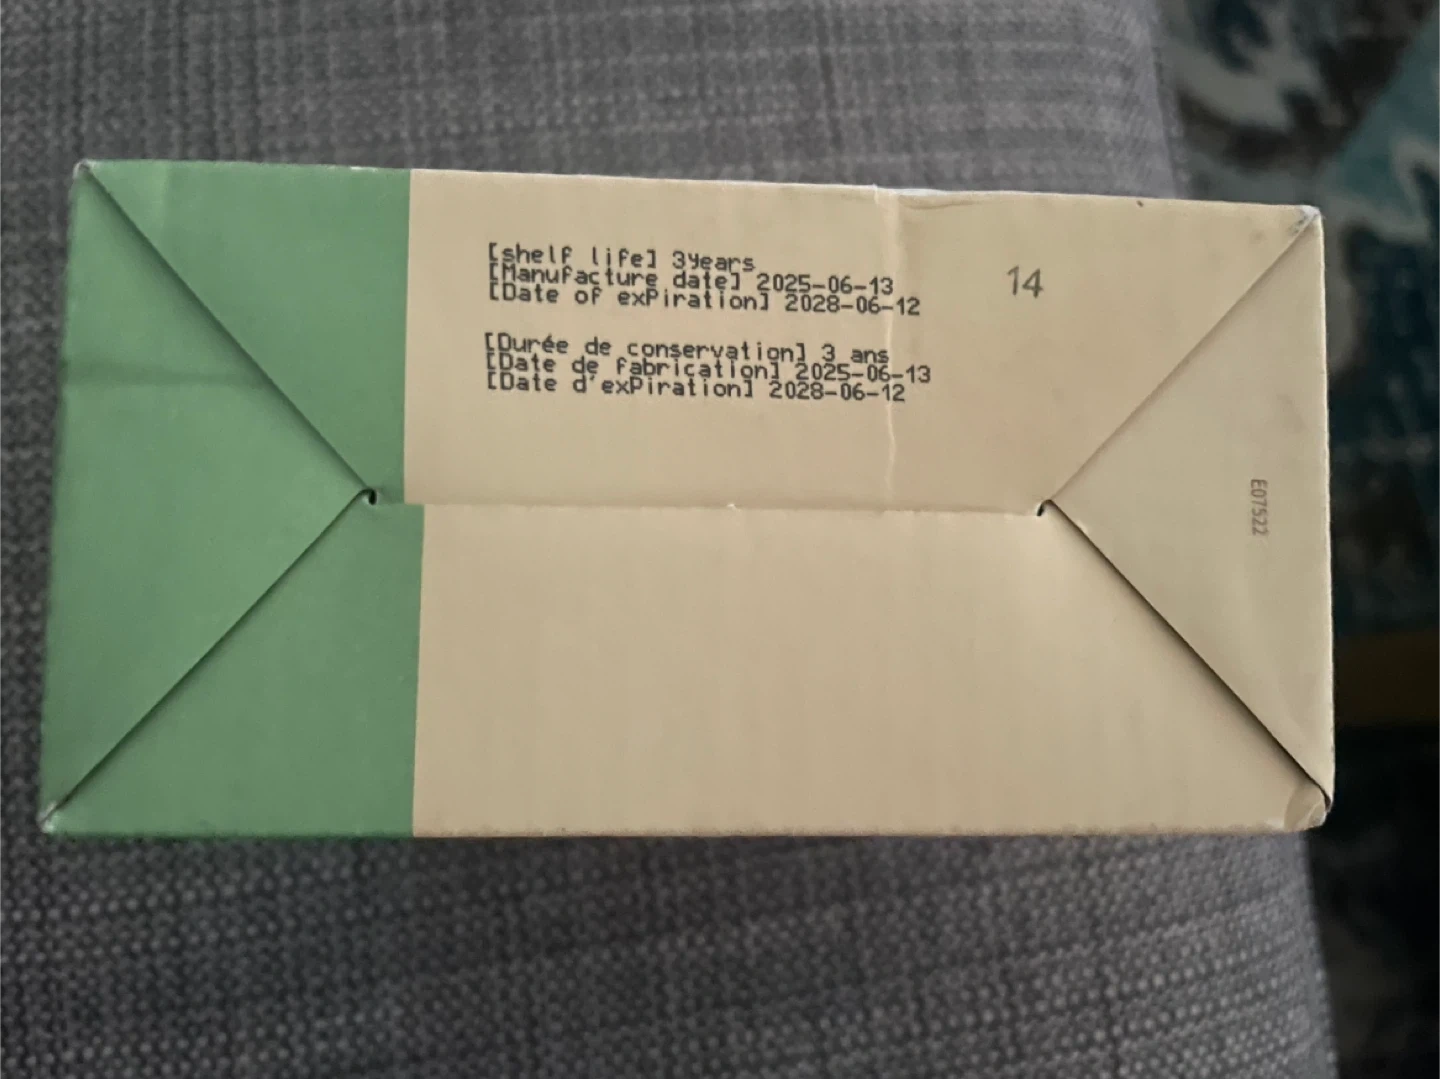 [shelf life] 3years
[Manufacture date] 2025-06-13
[Date of exPiration] 2028-06-12
14
[Durée de conservation] 3 ans
[Date de fabrication] 2025-06-13
[Date d'exPiration] 2028-06-12
E07522